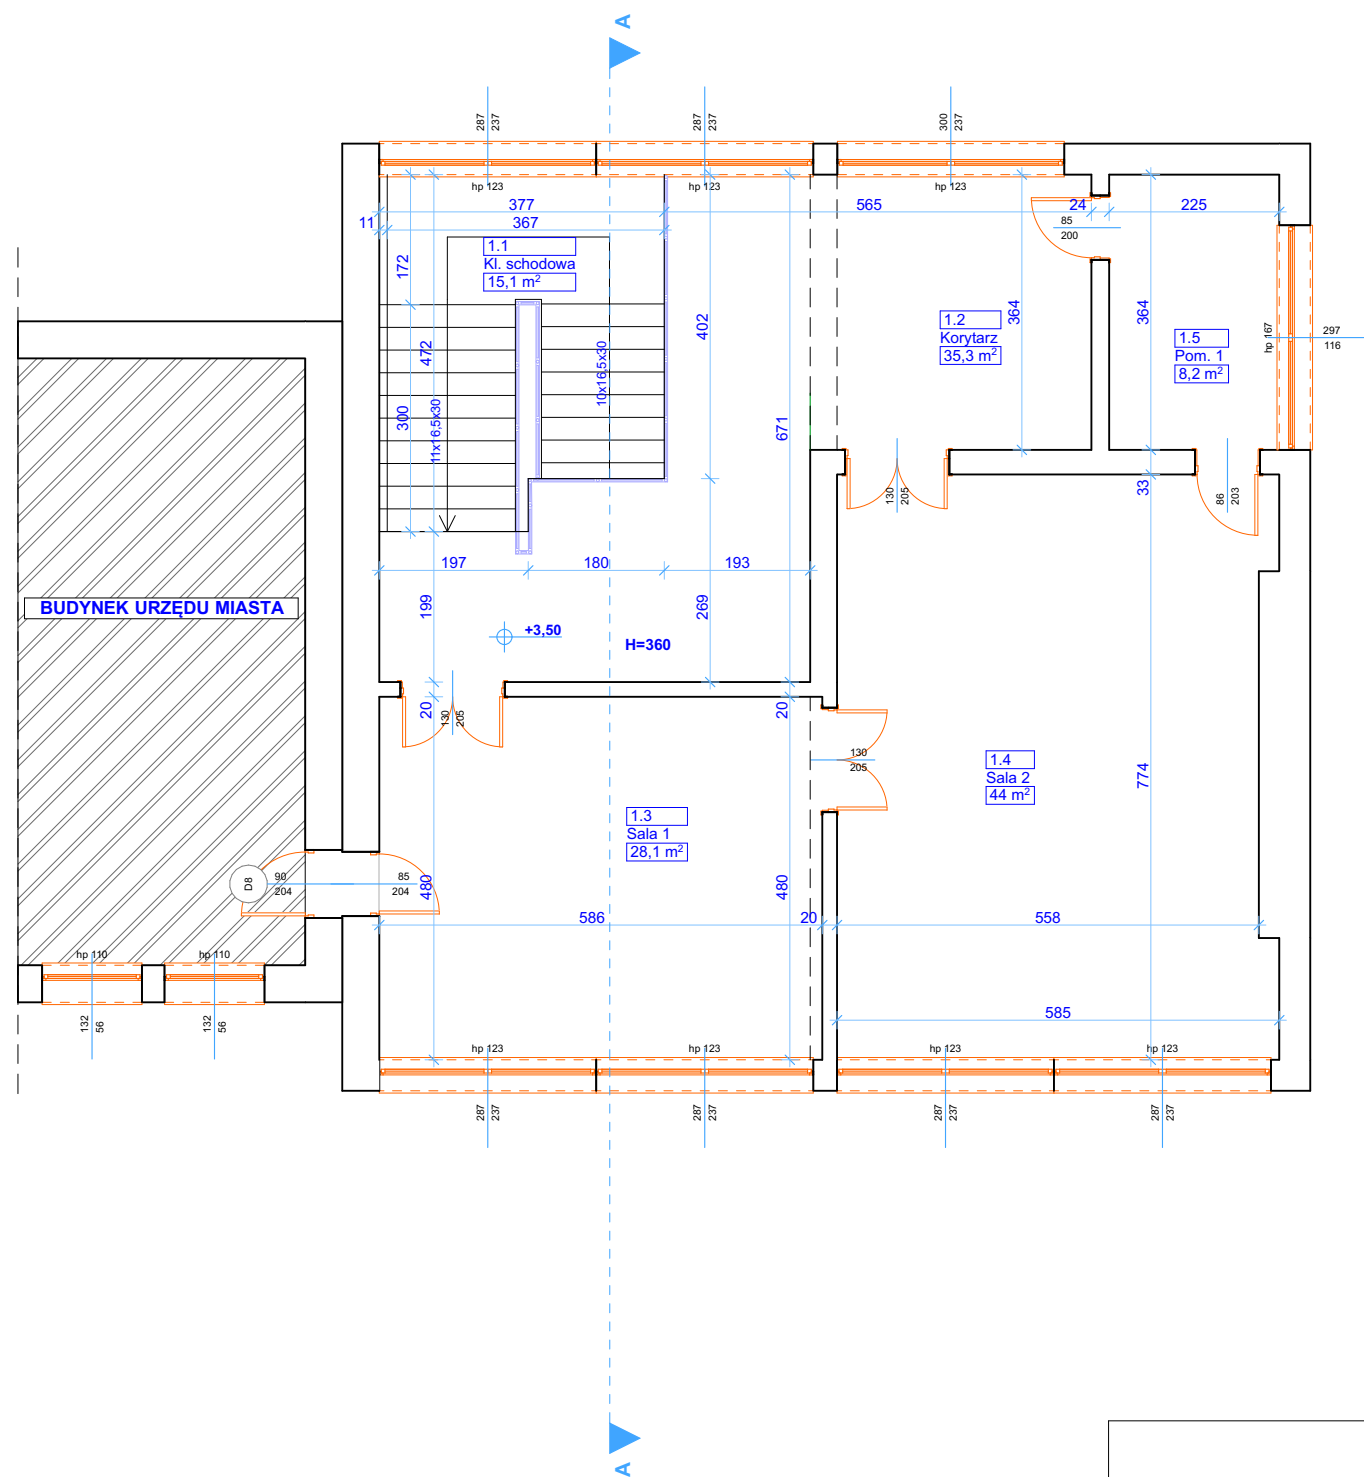 A
287
237
287
237
300
237
hp 123
hp 123
hp 123
377
565
24
225
11
367
85
200
1.1
Kl. schodowa
15,1 m²
172
472
300
11x16,5x30
10x16,5x30
402
671
364
364
1.2
Korytarz
35,3 m²
1.5
Pom. 1
8,2 m²
hp 167
297
116
130
205
33
86
203
197
180
193
BUDYNEK URZĘDU MIASTA
199
269
+3,50
H=360
20
130
205
20
130
205
1.4
Sala 2
44 m²
774
1.3
Sala 1
28,1 m²
D8
90
204
85
204
480
480
586
20
558
hp 110
hp 110
132
56
132
56
585
hp 123
hp 123
hp 123
hp 123
287
237
287
237
287
237
287
237
A